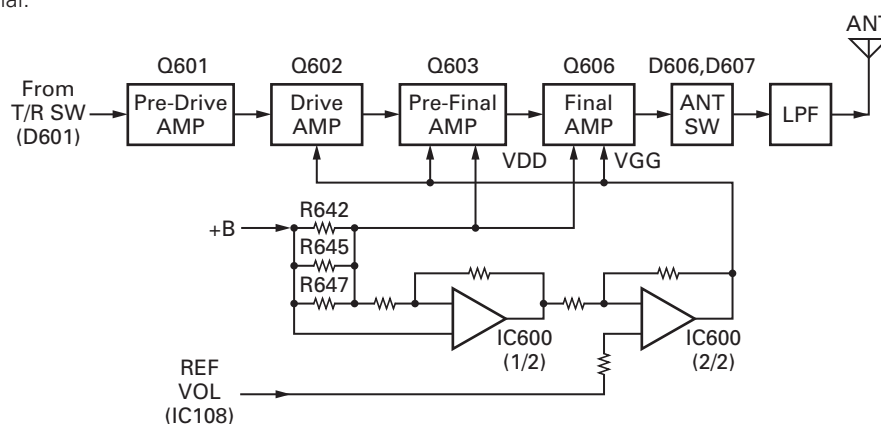 nal.
ANT
Q601
Q602
Q603
Q606
D606,D607
From
T/R SW
(D601)
Pre-Drive
AMP
Drive
AMP
Pre-Final
AMP
Final
AMP
ANT
SW
LPF
VDD
VGG
+B
R642
R645
R647
IC600
(1/2)
IC600
(2/2)
REF
VOL
(IC108)